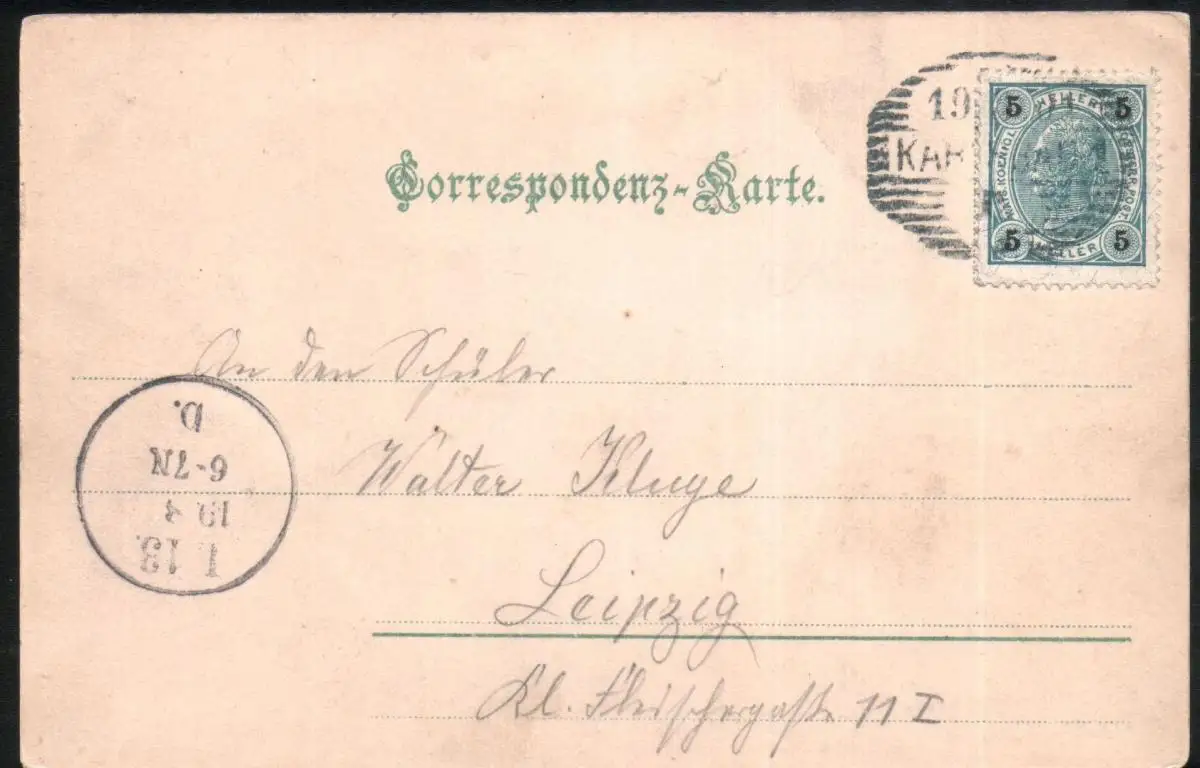 Correspondenz-Karte.
19
KAR
5 HELLER 5
5 HELLER 5
An den Schüler
Walter Kluge
Leipzig
Kl. Fleischergasse 11 I
L. 13.
19 4
6-7N
D.